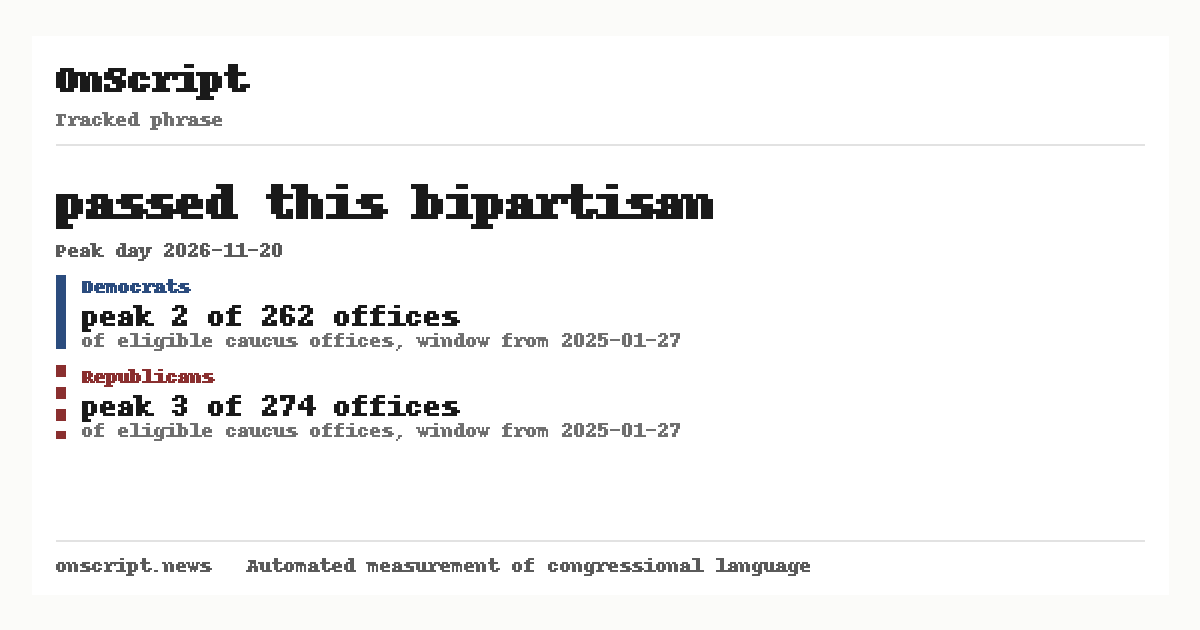 OnScript
Tracked phrase
passed this bipartisan
Peak day 2026-11-20
Democrats
peak 2 of 262 offices
of eligible caucus offices, window from 2025-01-27
Republicans
peak 3 of 274 offices
of eligible caucus offices, window from 2025-01-27
onscript.news Automated measurement of congressional language